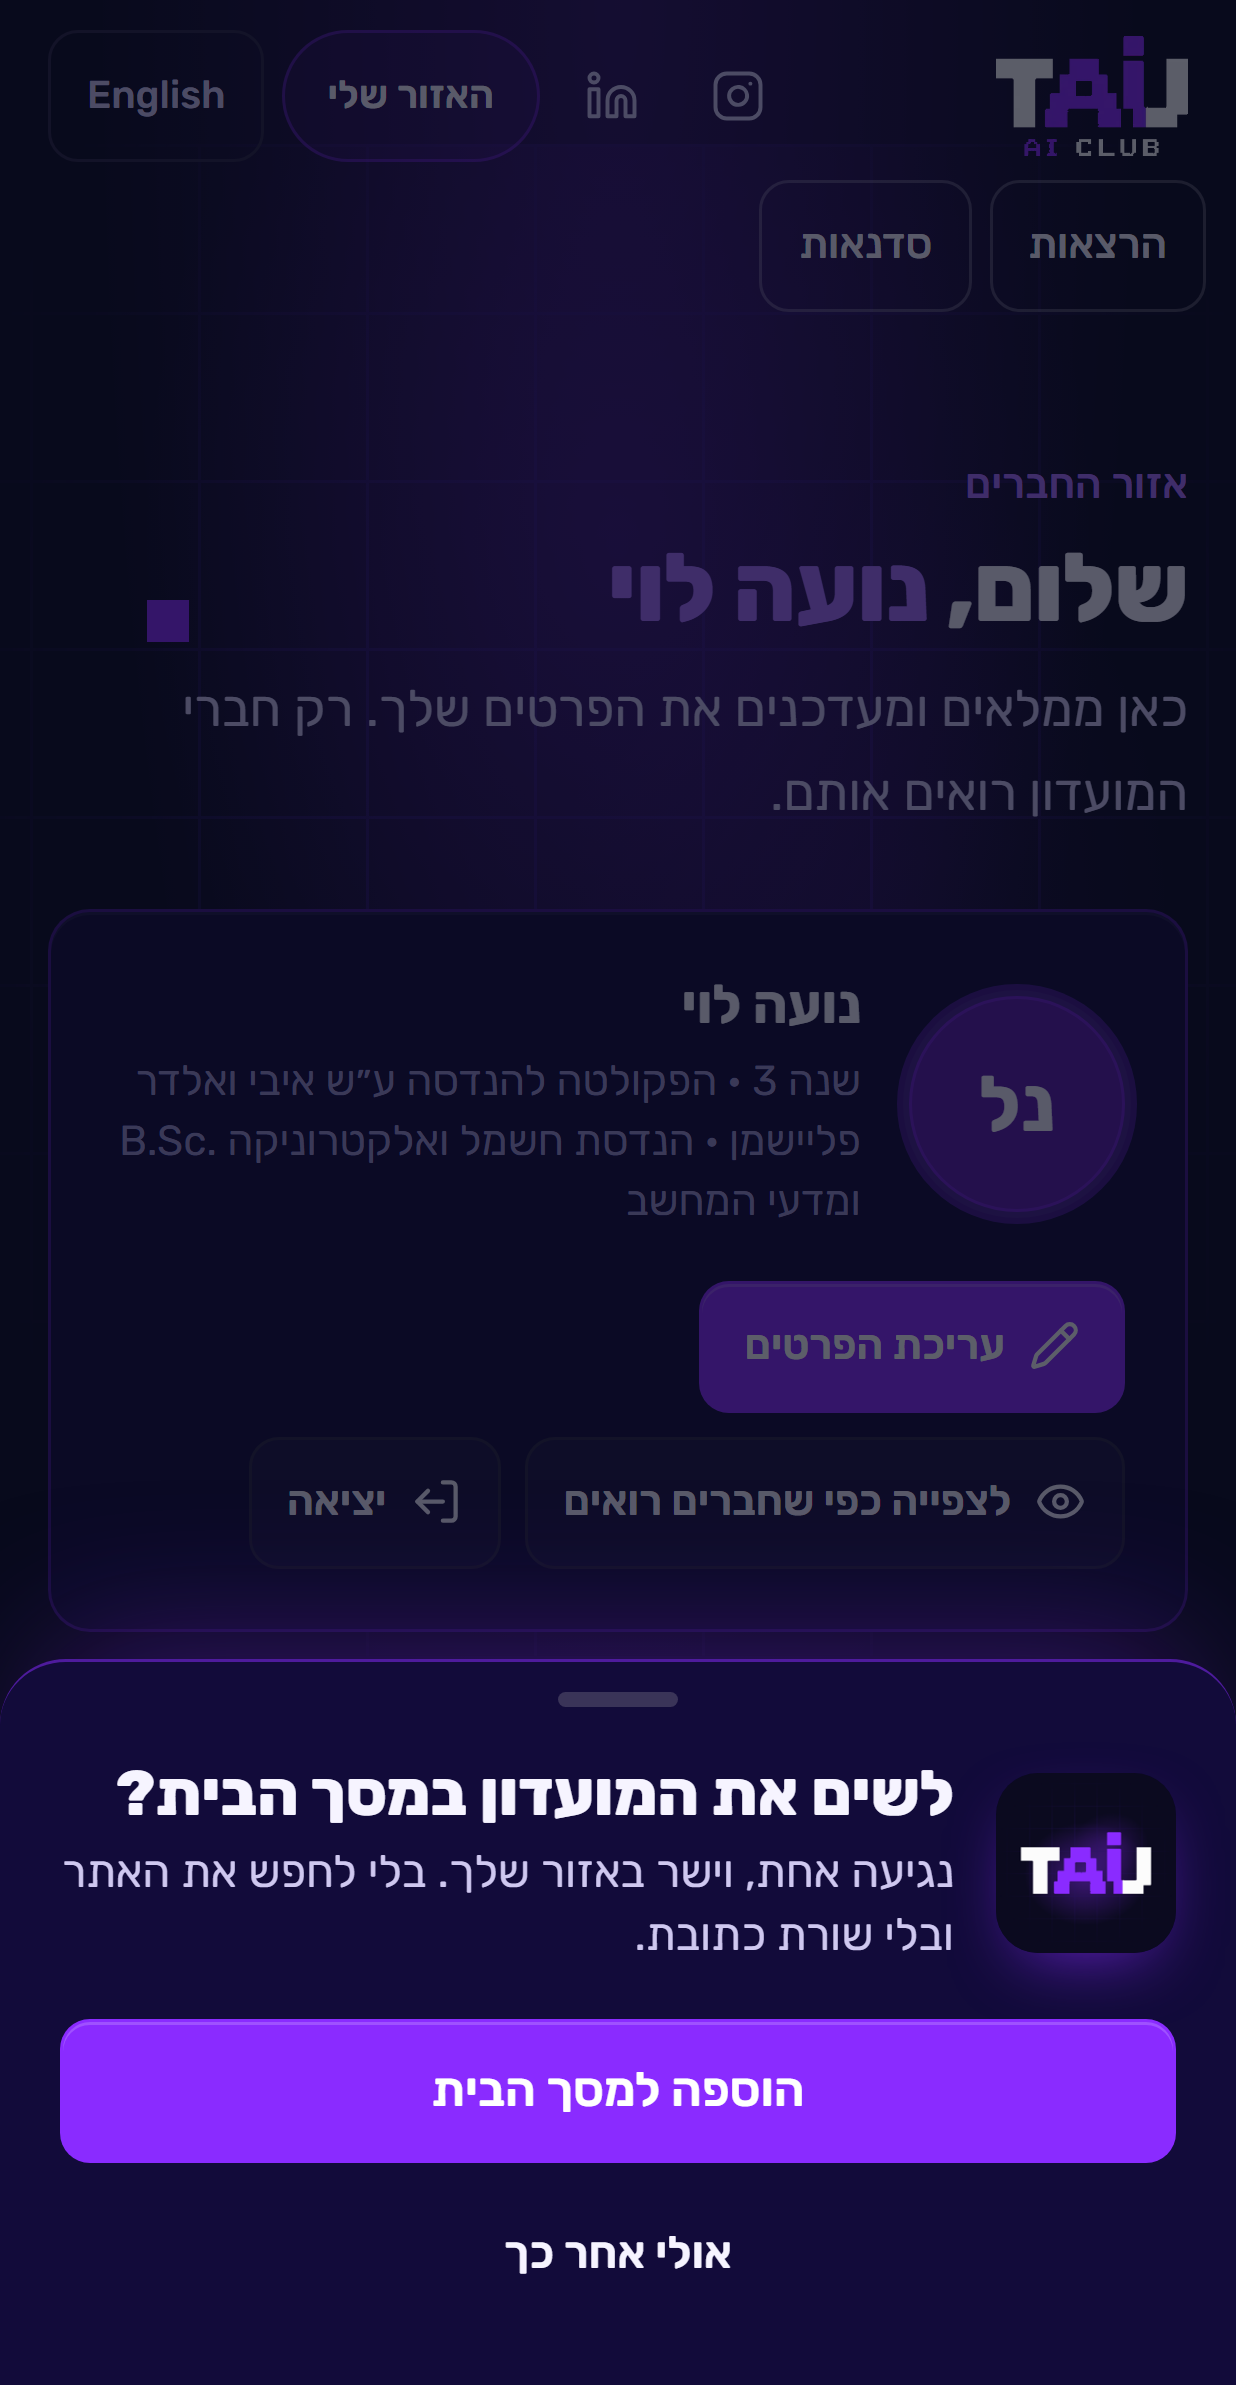 TAiU
AI CLUB
האזור שלי
English
הרצאות
סדנאות
אזור החברים
שלום, נועה לוי
כאן ממלאים ומעדכנים את הפרטים שלך. רק חברי
המועדון רואים אותם.
נל
נועה לוי
שנה 3 • הפקולטה להנדסה ע״ש איבי ואלדר
פליישמן • הנדסת חשמל ואלקטרוניקה B.Sc.
ומדעי המחשב
עריכת הפרטים
לצפייה כפי שחברים רואים
יציאה
TAiU
לשים את המועדון במסך הבית?
נגיעה אחת, וישר באזור שלך. בלי לחפש את האתר
ובלי שורת כתובת.
הוספה למסך הבית
אולי אחר כך